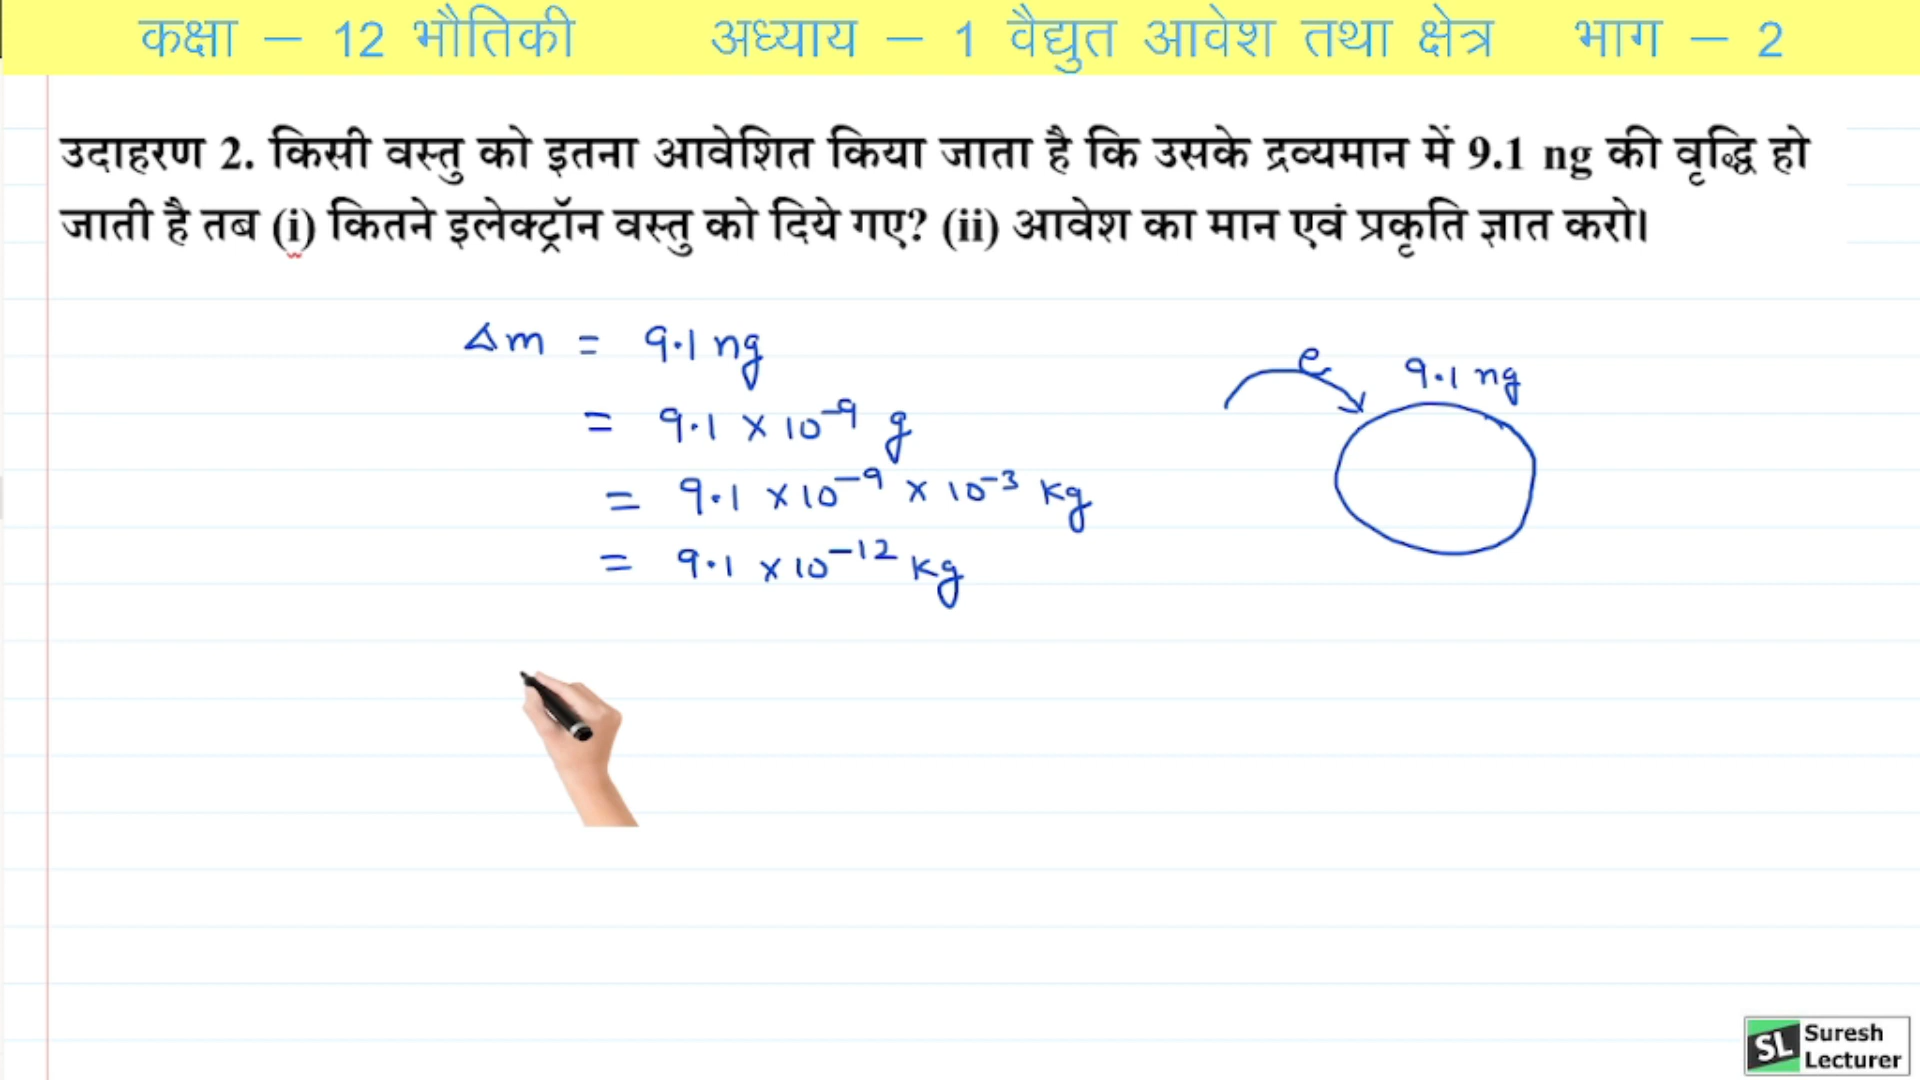 कक्षा – 12 भौतिकी अध्याय – 1 वैद्युत आवेश तथा क्षेत्र भाग – 2
उदाहरण 2. किसी वस्तु को इतना आवेशित किया जाता है कि उसके द्रव्यमान में 9.1 ng की वृद्धि हो
जाती है तब (i) कितने इलेक्ट्रॉन वस्तु को दिये गए? (ii) आवेश का मान एवं प्रकृति ज्ञात करो।
Δm = 9.1 ng
= 9.1 × 10⁻⁹ g
= 9.1 × 10⁻⁹ × 10⁻³ kg
= 9.1 × 10⁻¹² kg
e
9.1 ng
SL Suresh
Lecturer